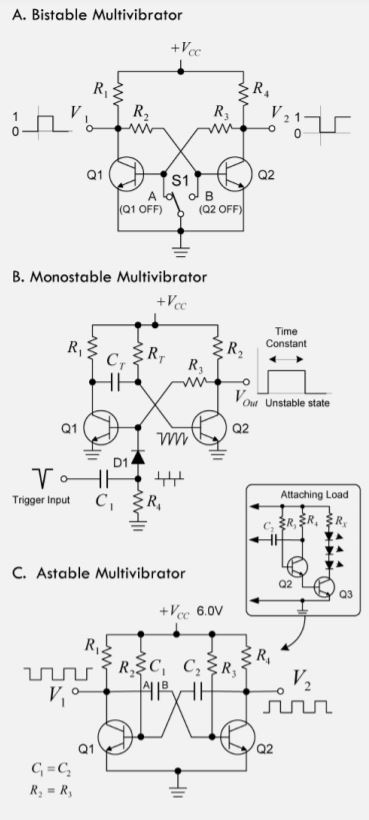 A. Bistable Multivibrator
+VCC
R1
R4
1
0
V1
R2
R3
V2
1
0
Q1
S1
Q2
A
B
(Q1 OFF)
(Q2 OFF)
B. Monostable Multivibrator
+VCC
Time
Constant
R1
CT
RT
R3
R2
VOut
Unstable state
Q1
Q2
D1
Trigger Input
C1
R4
Attaching Load
C2
R3
R4
RX
Q2
Q3
C. Astable Multivibrator
+VCC 6.0V
R1
R2
C1
C2
R3
R4
A
B
V1
V2
Q1
Q2
C1 = C2
R2 = R3